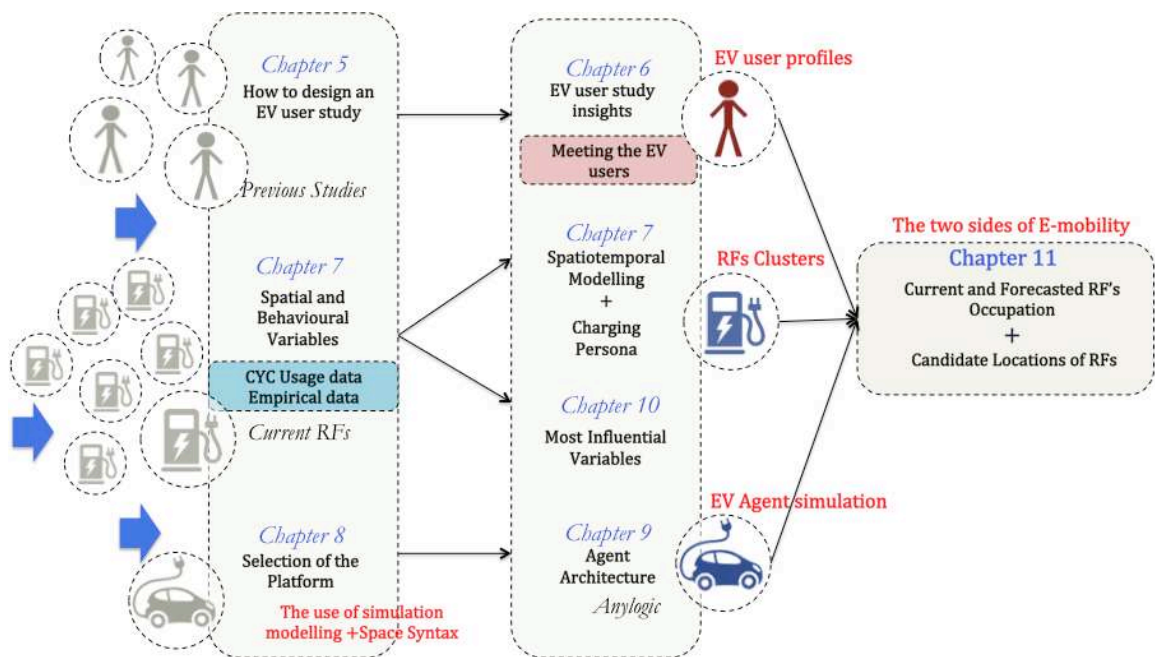 Chapter 5
How to design an
EV user study
Previous Studies
Chapter 7
Spatial and
Behavioural
Variables
CYC Usage data
Empirical data
Current RFs
Chapter 8
Selection of the
Platform
The use of simulation
modelling +Space Syntax
Chapter 6
EV user study
insights
Meeting the EV
users
Chapter 7
Spatiotemporal
Modelling
+
Charging
Persona
Chapter 10
Most Influential
Variables
Chapter 9
Agent
Architecture
Anylogic
EV user profiles
RFs Clusters
EV Agent simulation
The two sides of E-mobility
Chapter 11
Current and Forecasted RF's
Occupation
+
Candidate Locations of RFs